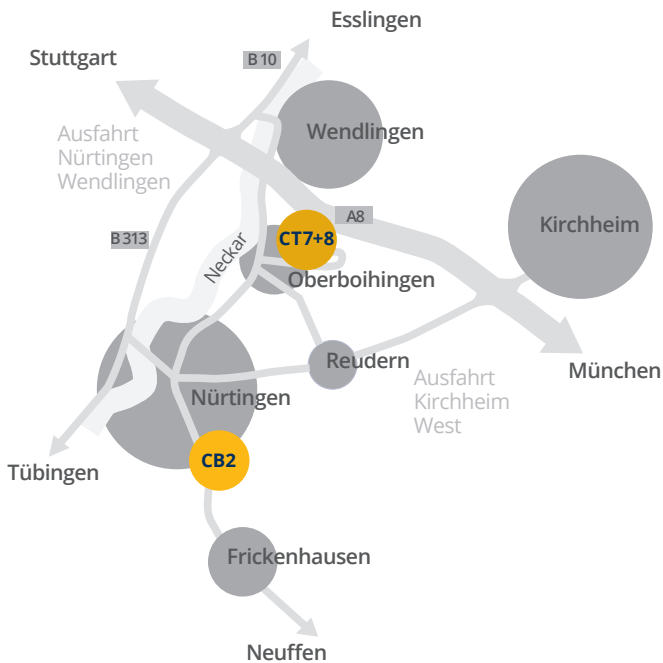 Esslingen
Stuttgart
B 10
Ausfahrt
Nürtingen
Wendlingen
Wendlingen
A8
Kirchheim
B 313
Neckar
CT7+8
Oberboihingen
Reudern
München
Ausfahrt
Kirchheim
West
Nürtingen
CB2
Tübingen
Frickenhausen
Neuffen